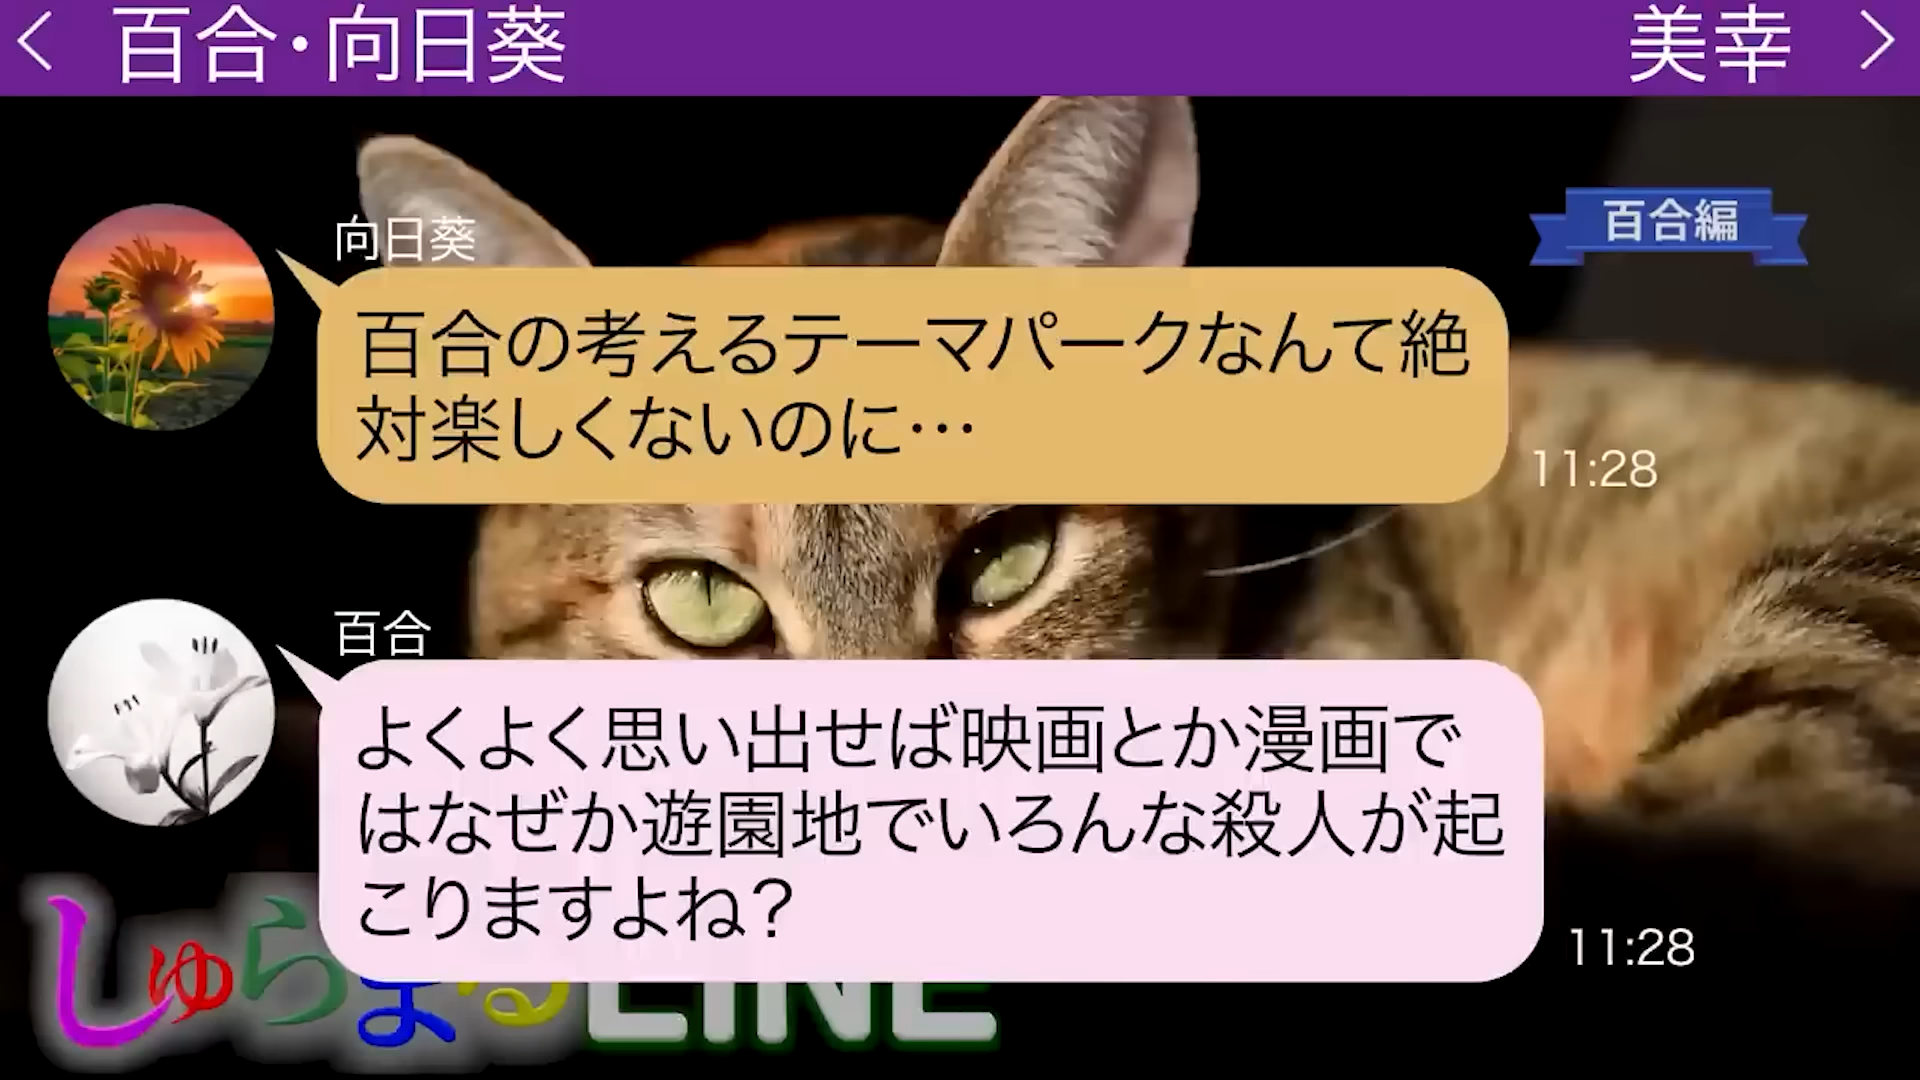 百合・向日葵
美幸
百合編
向日葵
百合の考えるテーマパークなんて絶
対楽しくないのに…
11:28
百合
よくよく思い出せば映画とか漫画で
はなぜか遊園地でいろんな殺人が起
こりますよね？
11:28
しゅらまるLINE